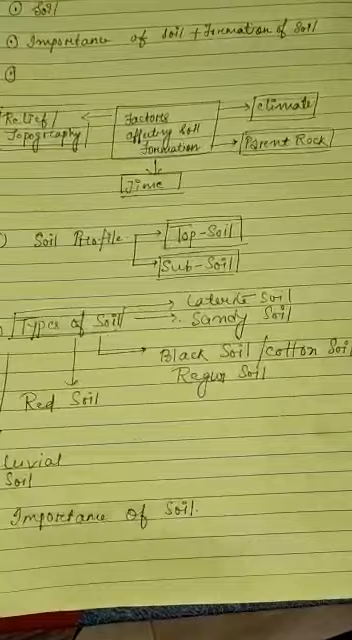 Soil
Importance of Soil + Formation of Soil
Relief/
Topography
Factors
affecting Soil
Formation
Climate
Parent Rock
Time
Soil Profile
Top-Soil
Sub-Soil
Types of Soil
Laterite Soil
Sandy Soil
Black Soil / Cotton Soil
Regur Soil
Red Soil
luvial
Soil
Importance of Soil.